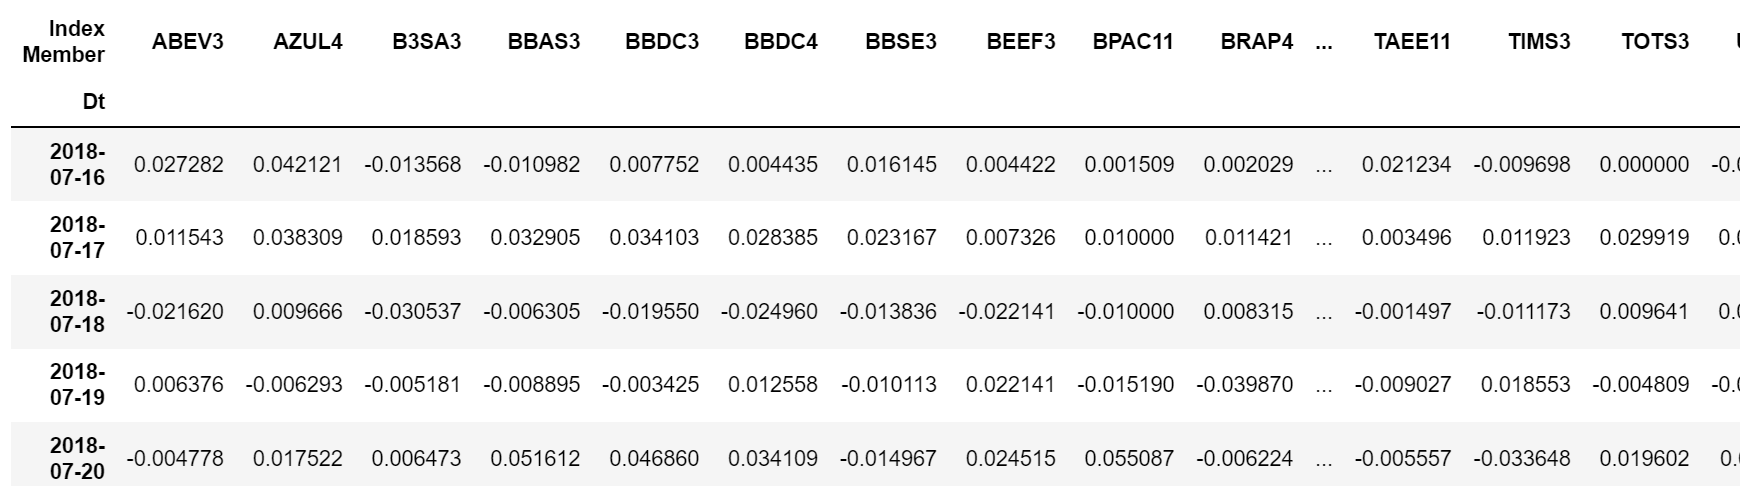 Index Member ABEV3 AZUL4 B3SA3 BBAS3 BBDC3 BBDC4 BBSE3 BEEF3 BPAC11 BRAP4 ... TAEE11 TIMS3 TOTS3
Dt
2018-07-16 0.027282 0.042121 -0.013568 -0.010982 0.007752 0.004435 0.016145 0.004422 0.001509 0.002029 ... 0.021234 -0.009698 0.000000
2018-07-17 0.011543 0.038309 0.018593 0.032905 0.034103 0.028385 0.023167 0.007326 0.010000 0.011421 ... 0.003496 0.011923 0.029919
2018-07-18 -0.021620 0.009666 -0.030537 -0.006305 -0.019550 -0.024960 -0.013836 -0.022141 -0.010000 0.008315 ... -0.001497 -0.011173 0.009641
2018-07-19 0.006376 -0.006293 -0.005181 -0.008895 -0.003425 0.012558 -0.010113 0.022141 -0.015190 -0.039870 ... -0.009027 0.018553 -0.004809
2018-07-20 -0.004778 0.017522 0.006473 0.051612 0.046860 0.034109 -0.014967 0.024515 0.055087 -0.006224 ... -0.005557 -0.033648 0.019602